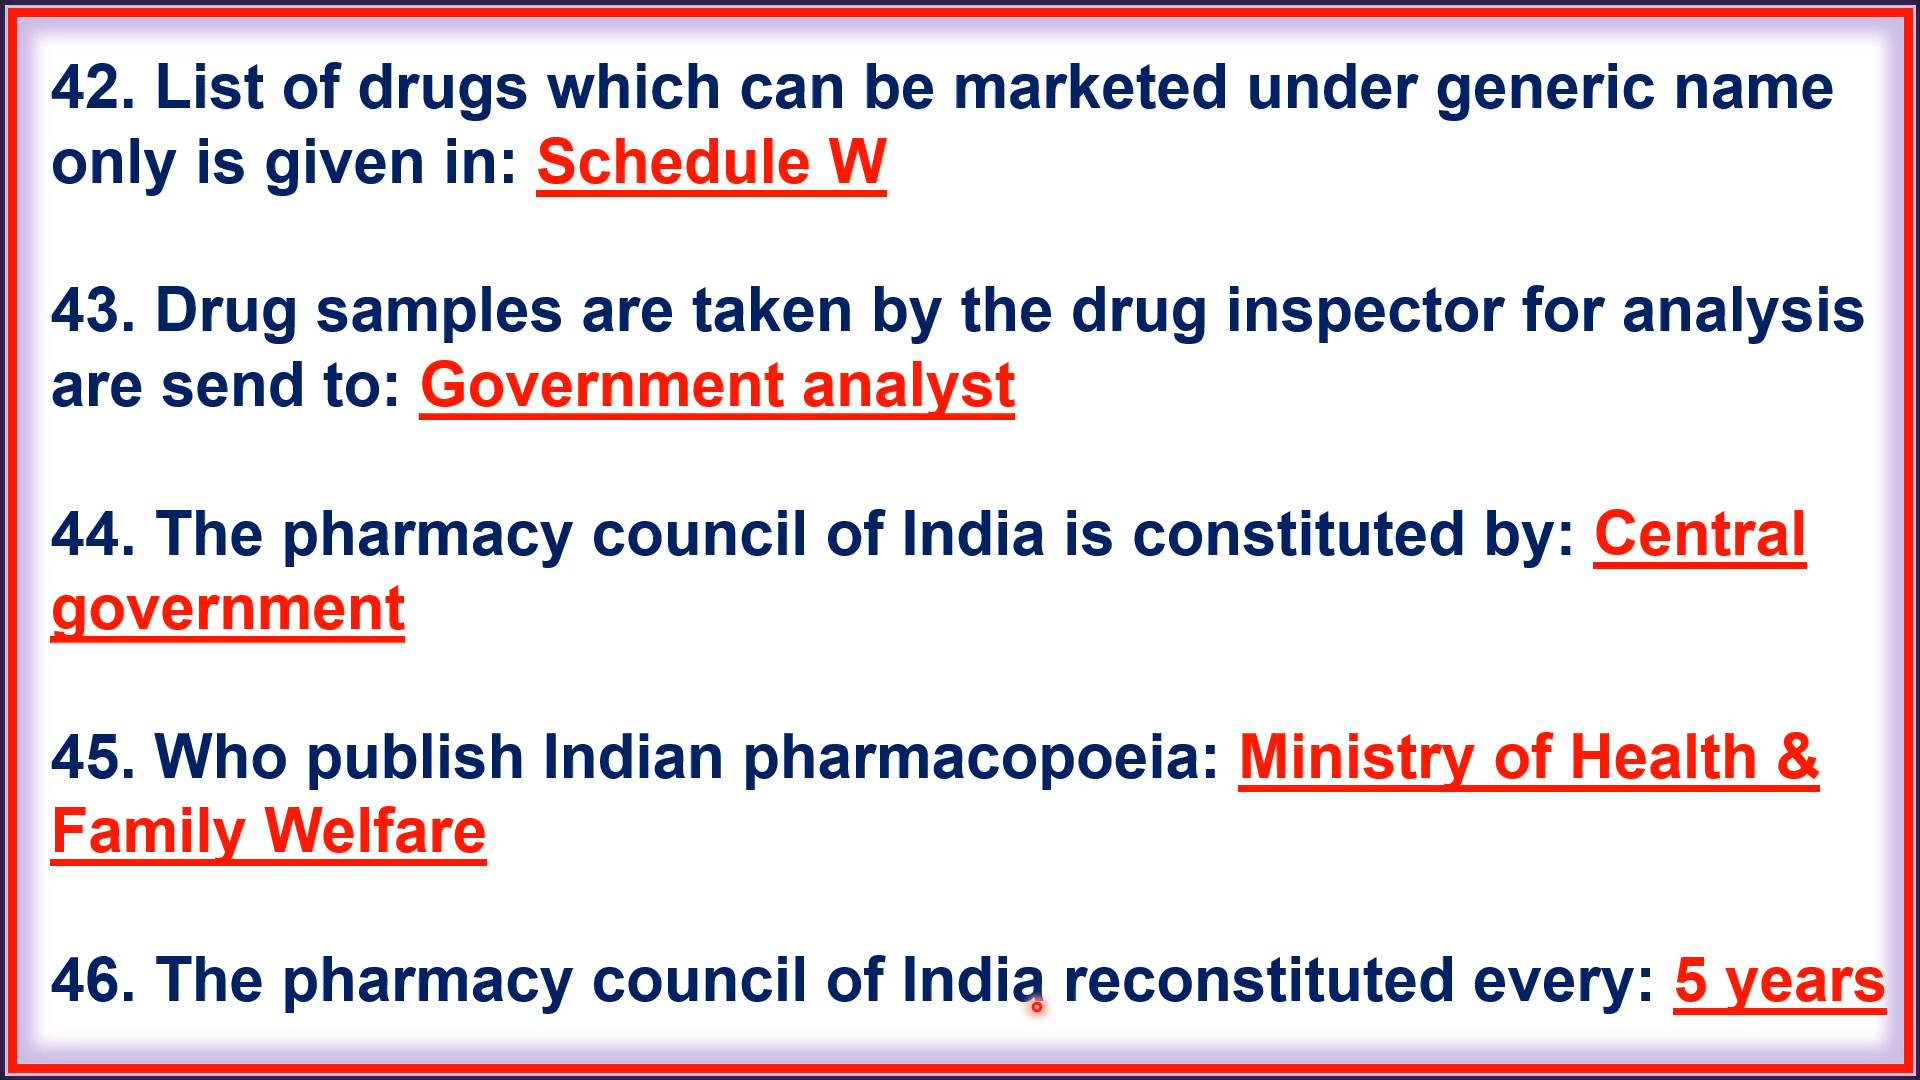 42. List of drugs which can be marketed under generic name
only is given in: Schedule W
43. Drug samples are taken by the drug inspector for analysis
are send to: Government analyst
44. The pharmacy council of India is constituted by: Central
government
45. Who publish Indian pharmacopoeia: Ministry of Health &
Family Welfare
46. The pharmacy council of India reconstituted every: 5 years